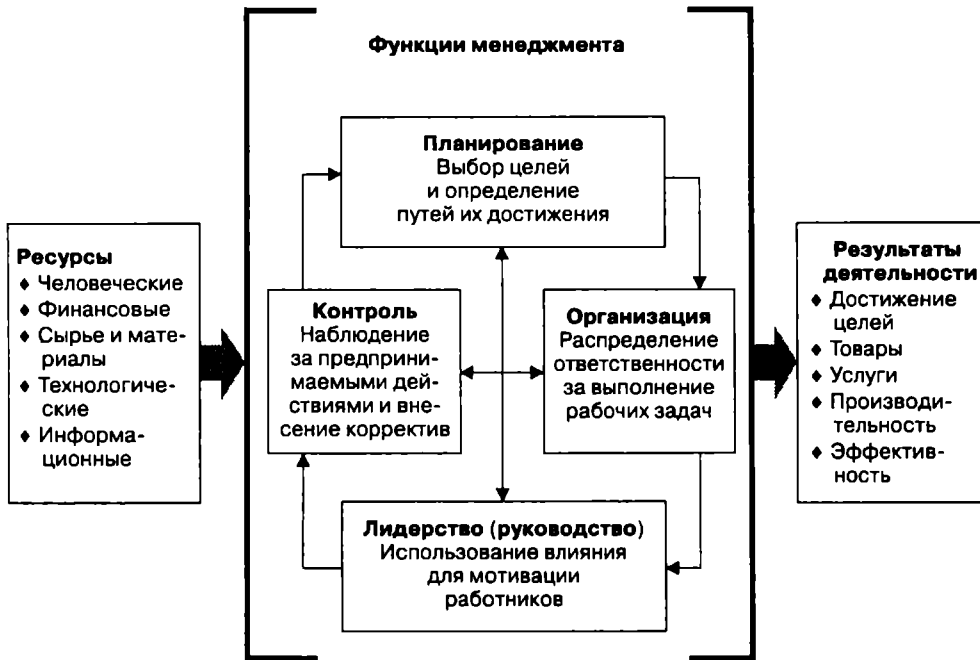 Функции менеджмента
Планирование
Выбор целей
и определение
путей их достижения
Ресурсы
♦ Человеческие
♦ Финансовые
♦ Сырье и мате-
риалы
♦ Технологиче-
ские
♦ Информа-
ционные
Контроль
Наблюдение
за предприни-
маемыми дей-
ствиями и вне-
сение корректив
Организация
Распределение
ответственности
за выполнение
рабочих задач
Лидерство (руководство)
Использование влияния
для мотивации
работников
Результаты
деятельности
♦ Достижение
целей
♦ Товары
♦ Услуги
♦ Производи-
тельность
♦ Эффектив-
ность